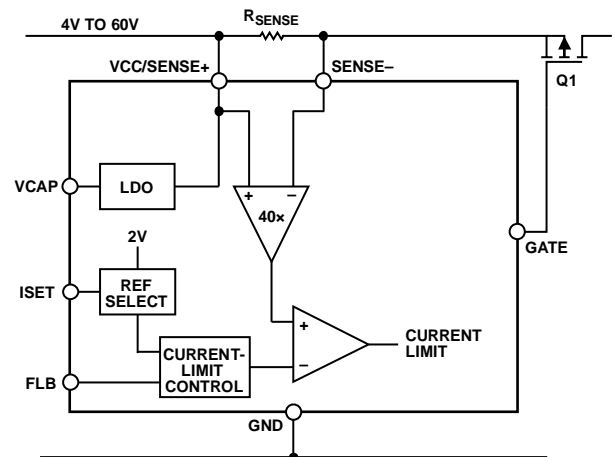 4V TO 60V
RSENSE
VCC/SENSE+
SENSE–
Q1
VCAP
LDO
+
–
40×
2V
GATE
ISET
REF
SELECT
+
–
CURRENT
LIMIT
CURRENT-
LIMIT
CONTROL
FLB
GND